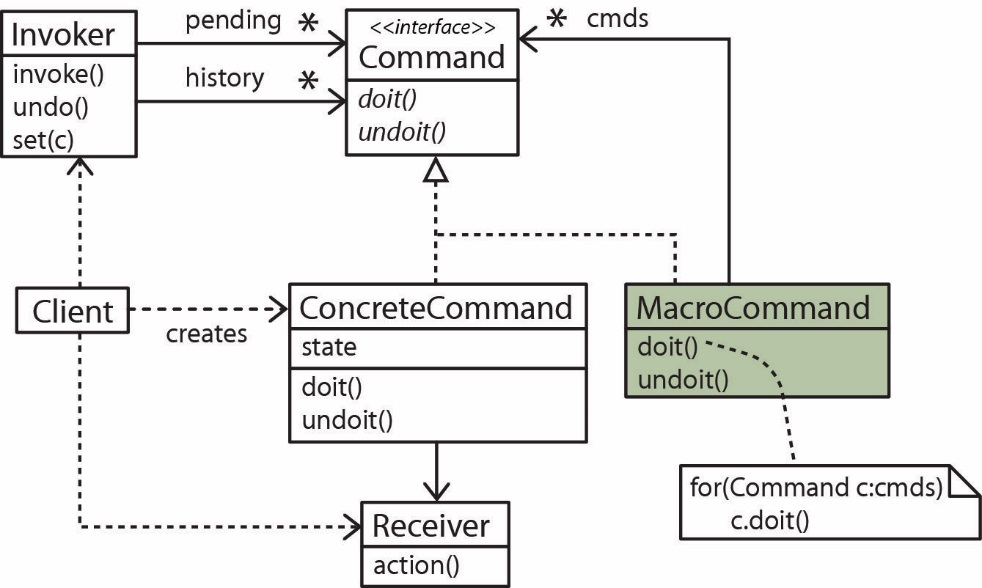 Invoker
invoke()
undo()
set(c)
pending *
history *
<<interface>>
Command
doit()
undoit()
* cmds
Client
creates
ConcreteCommand
state
doit()
undoit()
MacroCommand
doit()
undoit()
for(Command c:cmds)
c.doit()
Receiver
action()